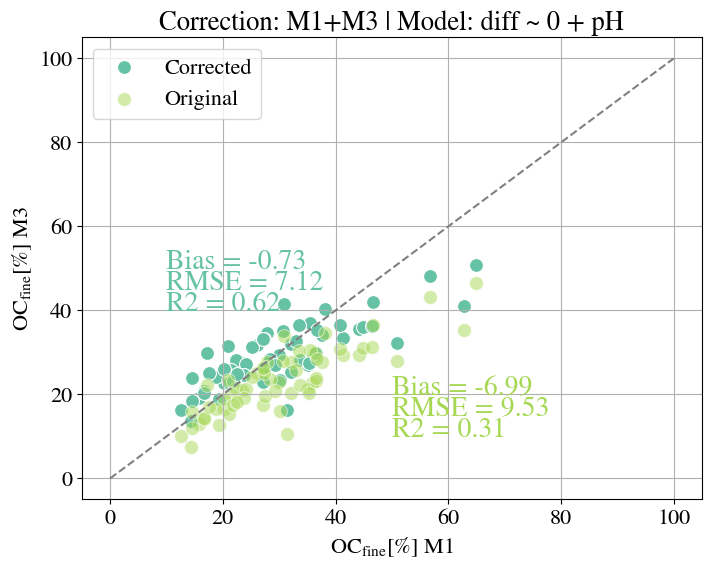 Correction: M1+M3 | Model: diff ~ 0 + pH
100
80
60
40
20
0
OCfine[%] M3
Corrected
Original
Bias = -0.73
RMSE = 7.12
R2 = 0.62
Bias = -6.99
RMSE = 9.53
R2 = 0.31
0 20 40 60 80 100
OCfine[%] M1